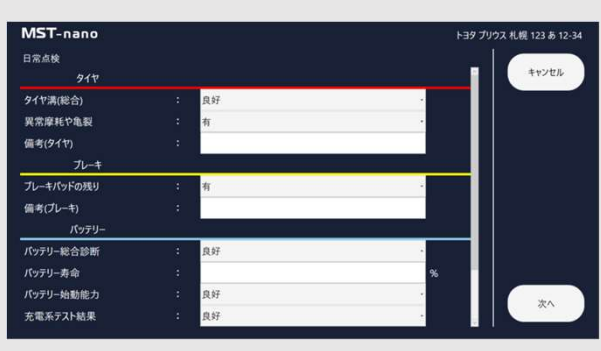 MST-nano
トヨタ プリウス 札幌 123 あ 12-34
日常点検
タイヤ
タイヤ溝(総合) : 良好
異常摩耗や亀裂 : 有
備考(タイヤ) :
ブレーキ
ブレーキパッドの残り : 有
備考(ブレーキ) :
バッテリー
バッテリー総合診断 : 良好
バッテリー寿命 : %
バッテリー始動能力 : 良好
充電系テスト結果 : 良好
キャンセル
次へ